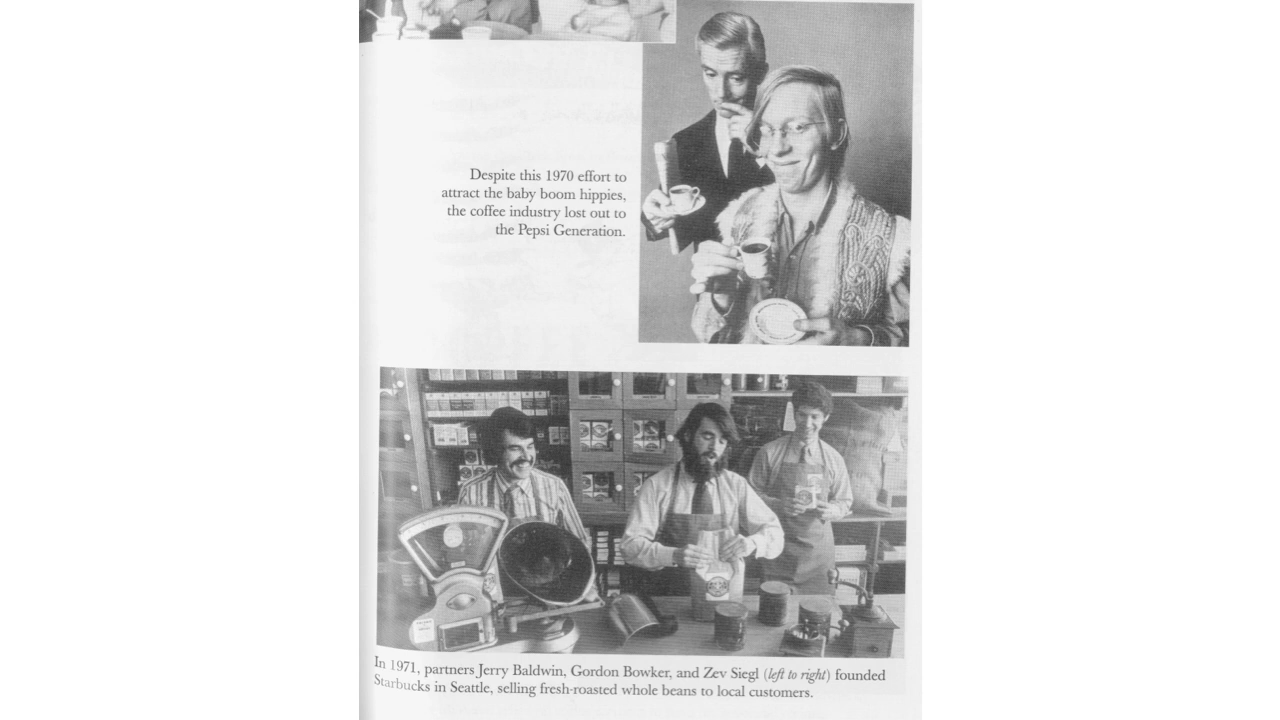 Despite this 1970 effort to
attract the baby boom hippies,
the coffee industry lost out to
the Pepsi Generation.
In 1971, partners Jerry Baldwin, Gordon Bowker, and Zev Siegl (left to right) founded
Starbucks in Seattle, selling fresh-roasted whole beans to local customers.